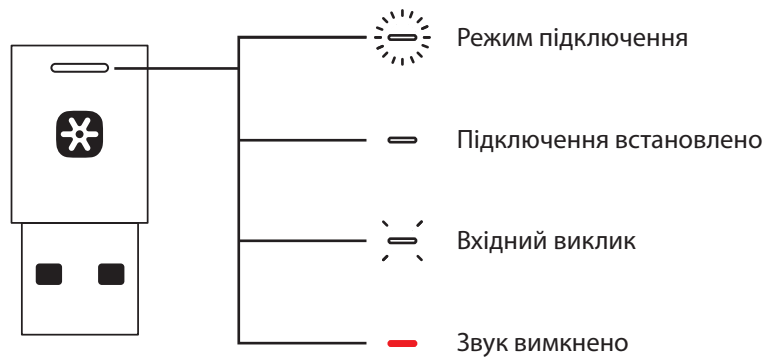 Режим підключення
Підключення встановлено
Вхідний виклик
Звук вимкнено